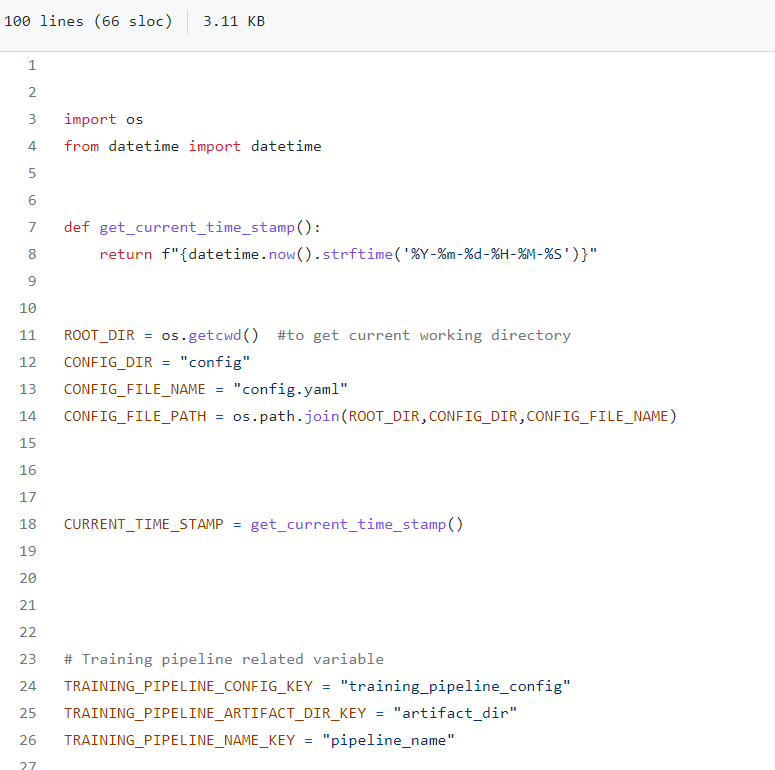 100 lines (66 sloc) 3.11 KB
1
2
3 import os
4 from datetime import datetime
5
6
7 def get_current_time_stamp():
8     return f"{datetime.now().strftime('%Y-%m-%d-%H-%M-%S')}"
9
10
11 ROOT_DIR = os.getcwd()  #to get current working directory
12 CONFIG_DIR = "config"
13 CONFIG_FILE_NAME = "config.yaml"
14 CONFIG_FILE_PATH = os.path.join(ROOT_DIR,CONFIG_DIR,CONFIG_FILE_NAME)
15
16
17
18 CURRENT_TIME_STAMP = get_current_time_stamp()
19
20
21
22
23 # Training pipeline related variable
24 TRAINING_PIPELINE_CONFIG_KEY = "training_pipeline_config"
25 TRAINING_PIPELINE_ARTIFACT_DIR_KEY = "artifact_dir"
26 TRAINING_PIPELINE_NAME_KEY = "pipeline_name"
27